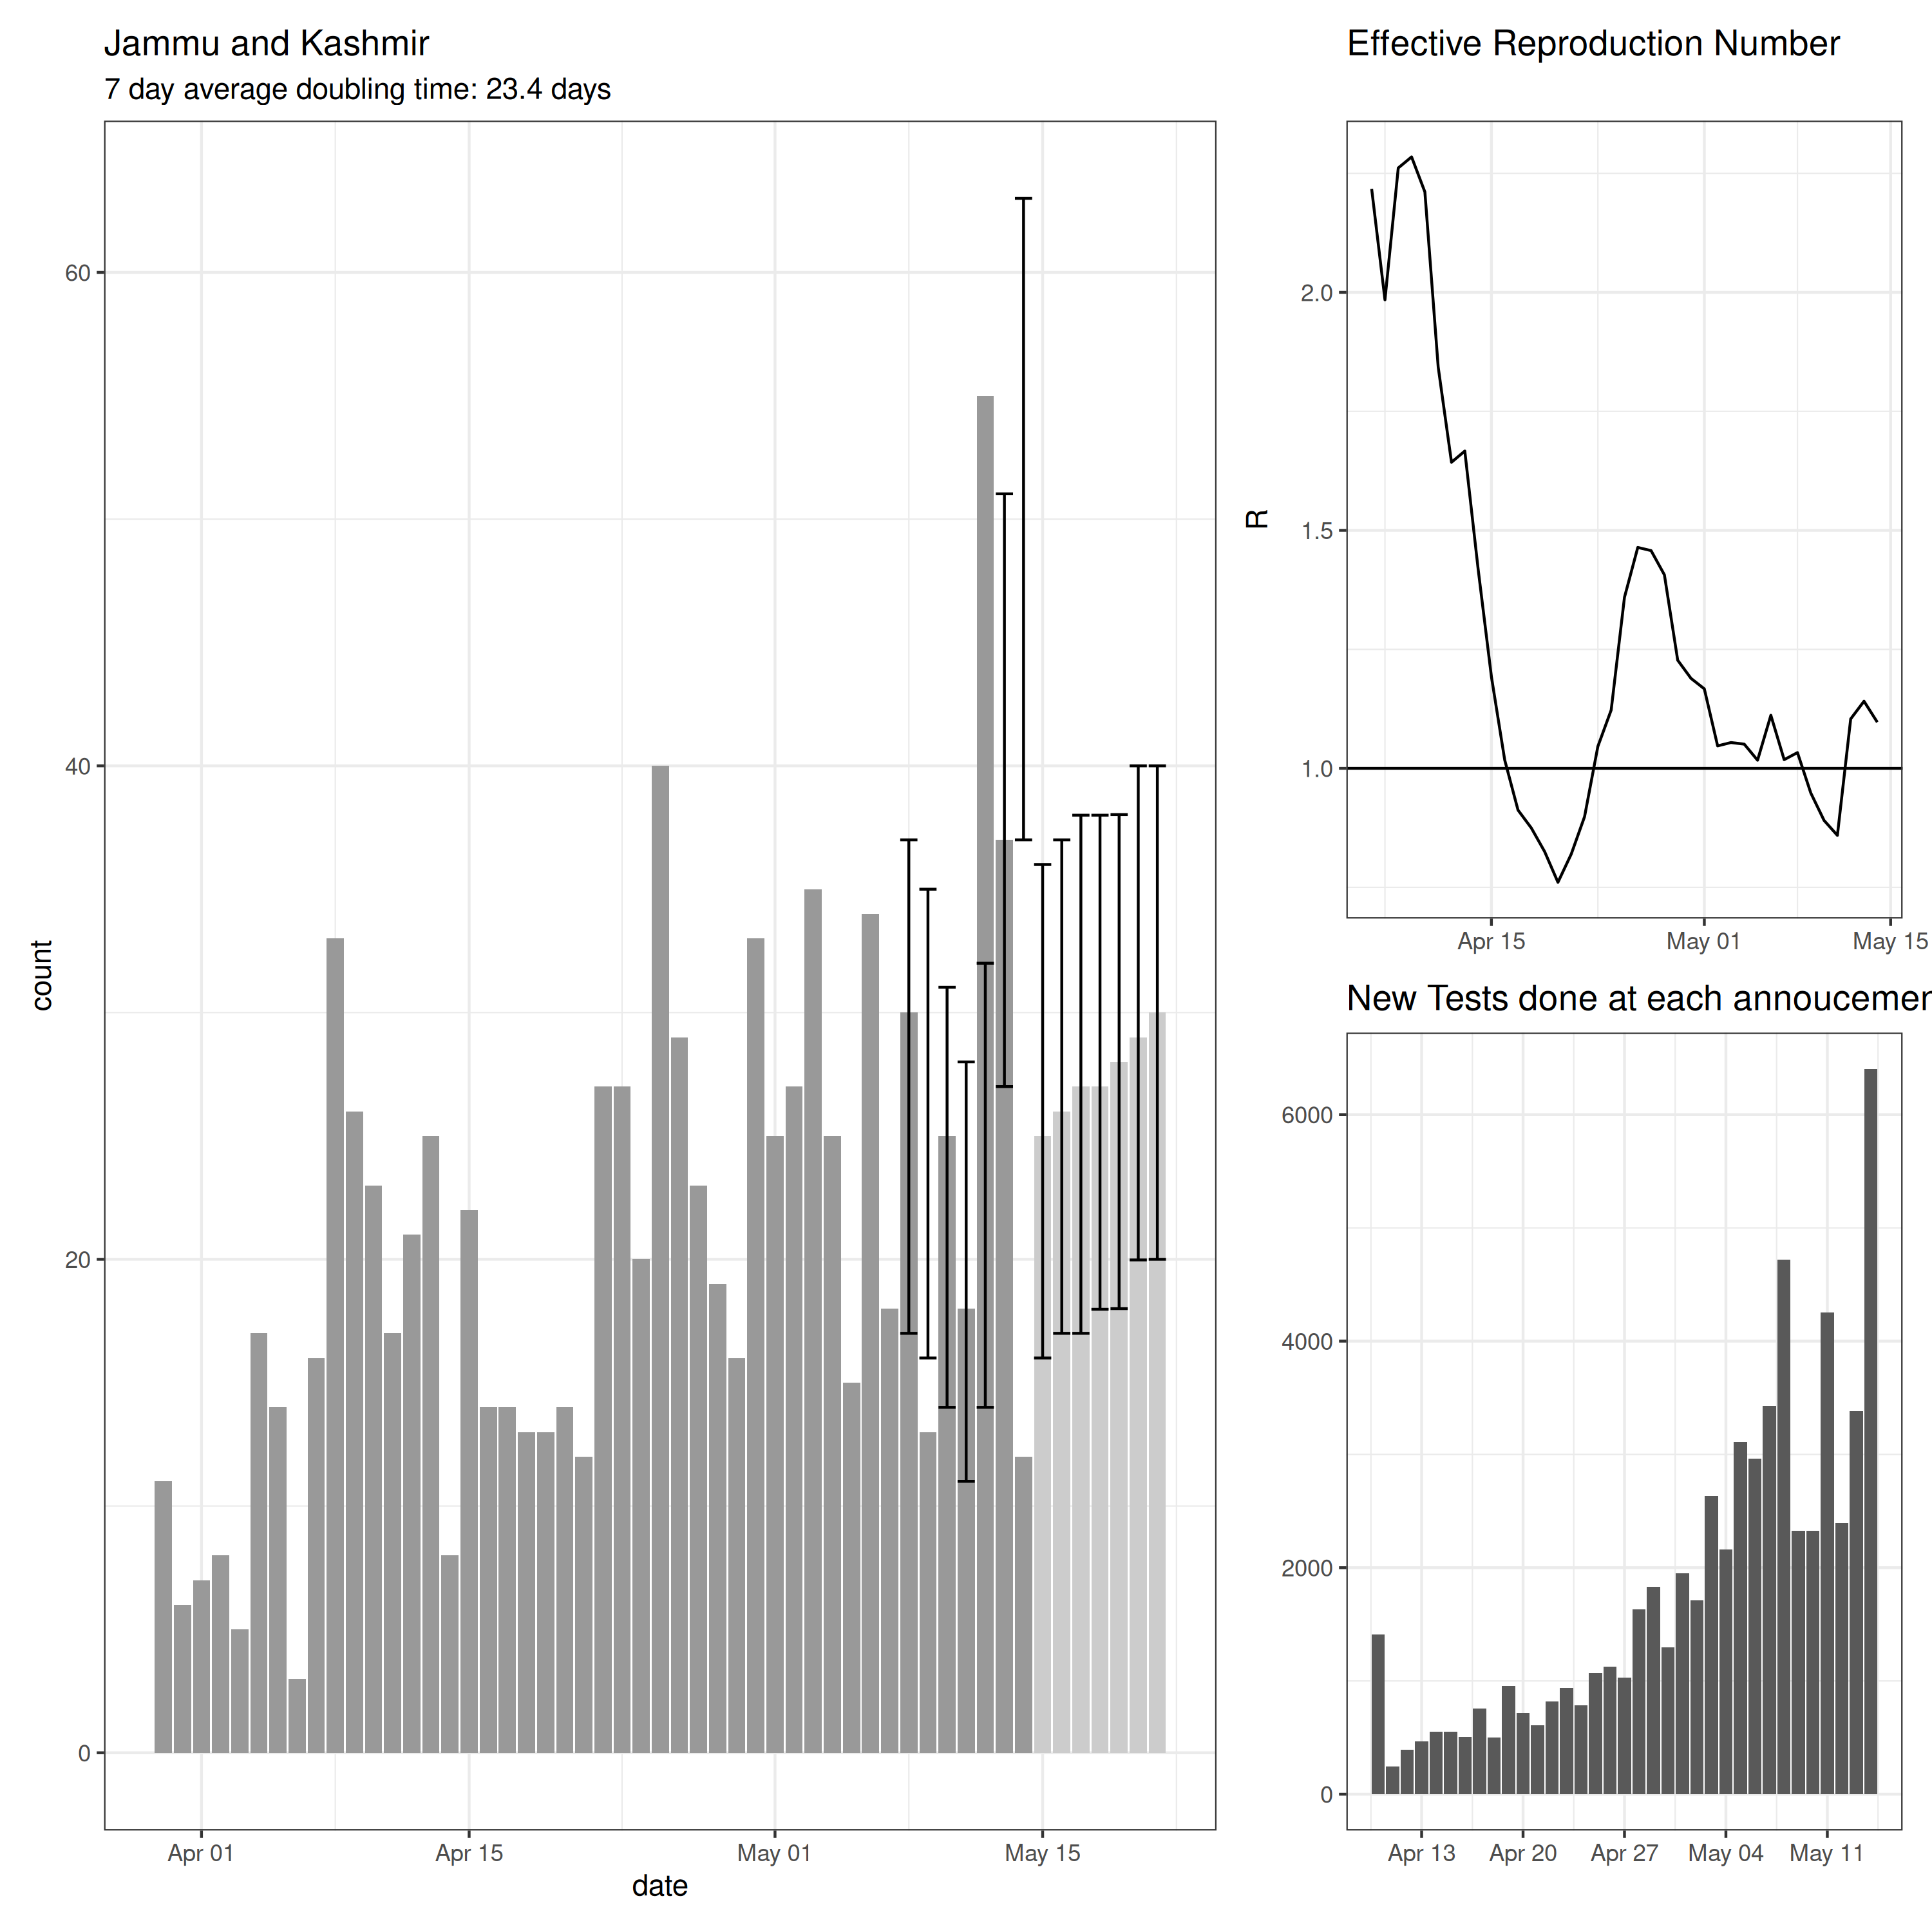 Jammu and Kashmir
7 day average doubling time: 23.4 days
60
40
20
0
count
Apr 01
Apr 15
May 01
May 15
date
Effective Reproduction Number
2.0
1.5
1.0
R
Apr 15
May 01
May 15
New Tests done at each annoucemen
6000
4000
2000
0
Apr 13
Apr 20
Apr 27
May 04
May 11